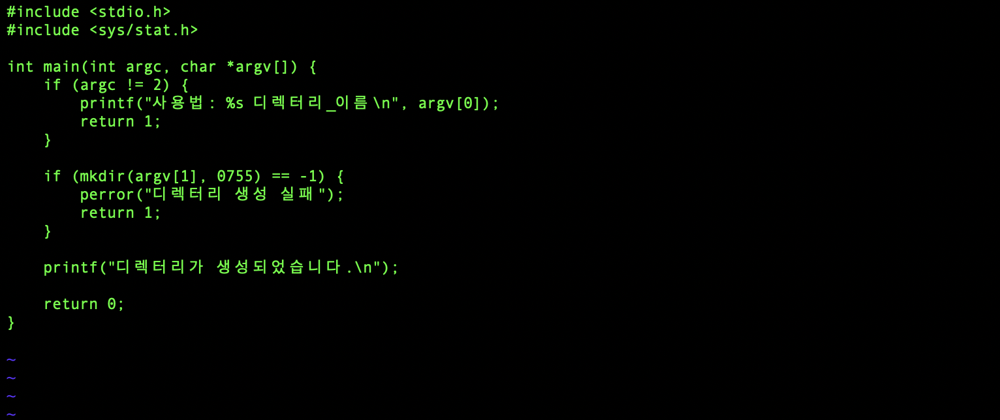 #include <stdio.h>
#include <sys/stat.h>

int main(int argc, char *argv[]) {
    if (argc != 2) {
        printf("사용법: %s 디렉터리_이름\n", argv[0]);
        return 1;
    }

    if (mkdir(argv[1], 0755) == -1) {
        perror("디렉터리 생성 실패");
        return 1;
    }

    printf("디렉터리가 생성되었습니다.\n");

    return 0;
}

~
~
~
~